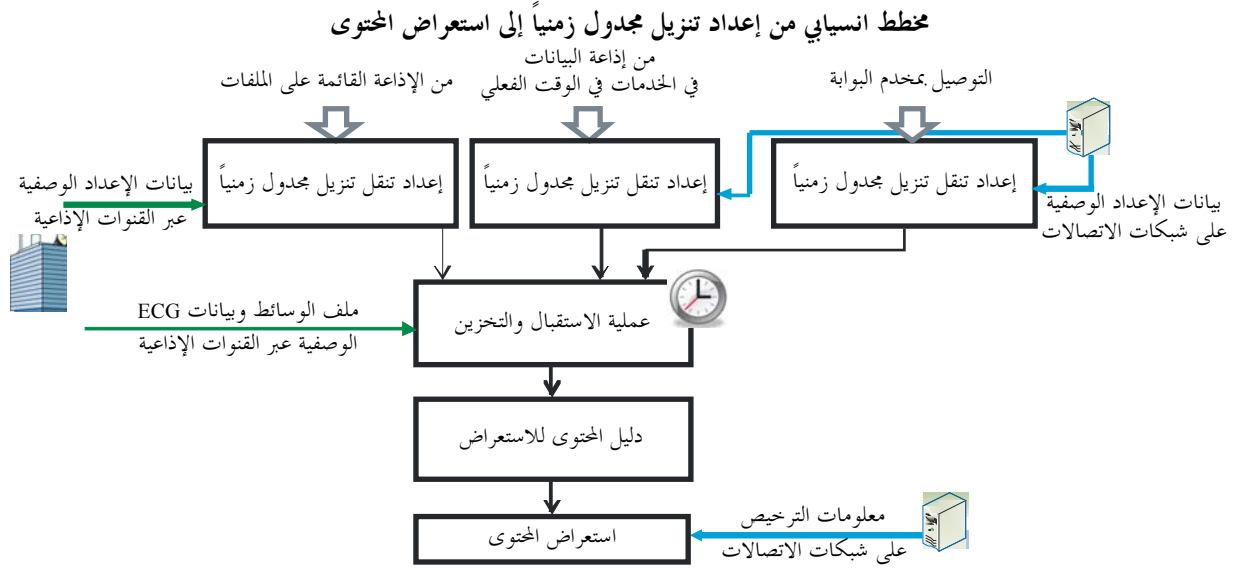 مخطط انسيابي من إعداد تنزيل مجدول زمنياً إلى استعراض المحتوى
التوصيل بمخدم البوابة
من إذاعة البيانات
في الخدمات في الوقت الفعلي
من الإذاعة القائمة على الملفات
إعداد تنقل تنزيل مجدول زمنياً
إعداد تنقل تنزيل مجدول زمنياً
إعداد تنقل تنزيل مجدول زمنياً
بيانات الإعداد الوصفية
على شبكات الاتصالات
بيانات الإعداد الوصفية
عبر القنوات الإذاعية
عملية الاستقبال والتخزين
ملف الوسائط وبيانات ECG
الوصفية عبر القنوات الإذاعية
دليل المحتوى للاستعراض
استعراض المحتوى
معلومات الترخيص
على شبكات الاتصالات